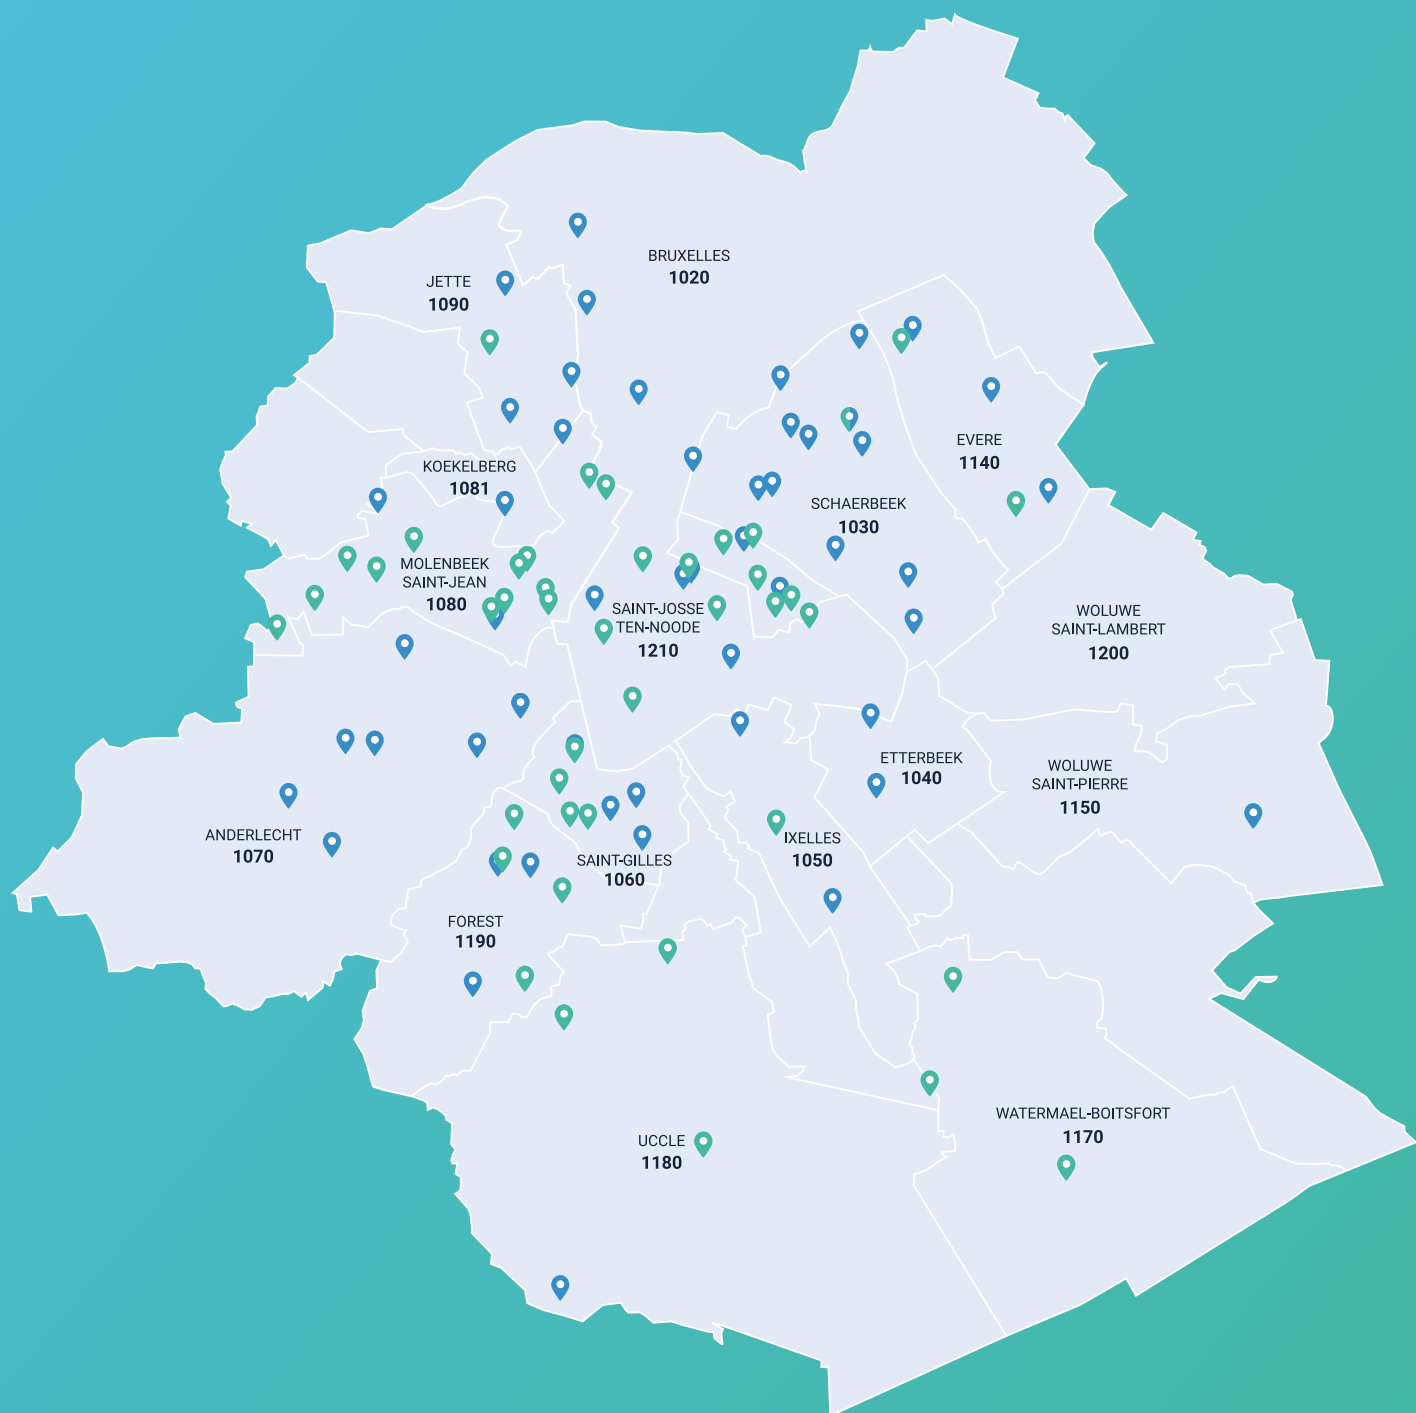 BRUXELLES
1020
JETTE
1090
EVERE
1140
KOEKELBERG
1081
SCHAERBEEK
1030
MOLENBEEK
SAINT-JEAN
1080
SAINT-JOSSE
TEN-NOODE
1210
WOLUWE
SAINT-LAMBERT
1200
ETTERBEEK
1040
WOLUWE
SAINT-PIERRE
1150
ANDERLECHT
1070
IXELLES
1050
SAINT-GILLES
1060
FOREST
1190
WATERMAEL-BOITSFORT
1170
UCCLE
1180